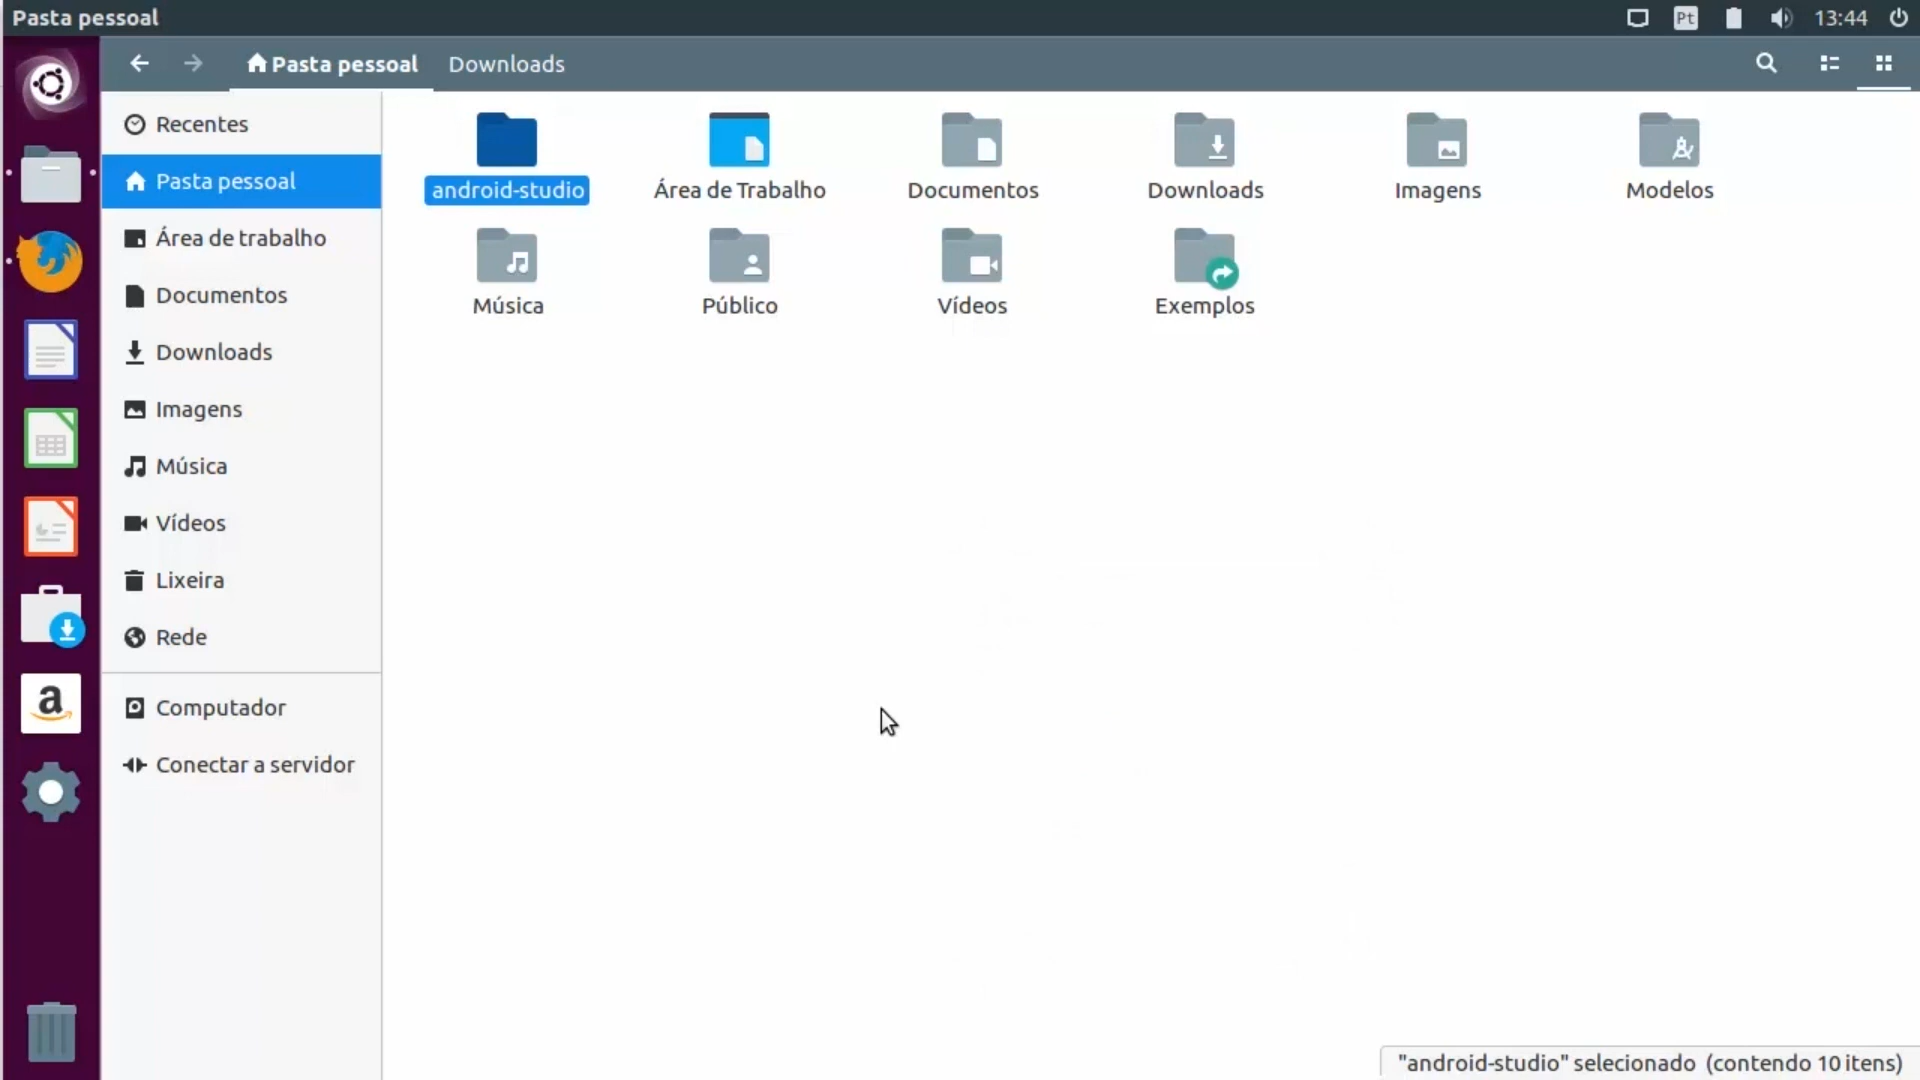 Pasta pessoal
Pt
13:44
Pasta pessoal
Downloads
Recentes
Pasta pessoal
Área de trabalho
Documentos
Downloads
Imagens
Música
Vídeos
Lixeira
Rede
Computador
Conectar a servidor
android-studio
Área de Trabalho
Documentos
Downloads
Imagens
Modelos
Música
Público
Vídeos
Exemplos
a
"android-studio" selecionado (contendo 10 itens)